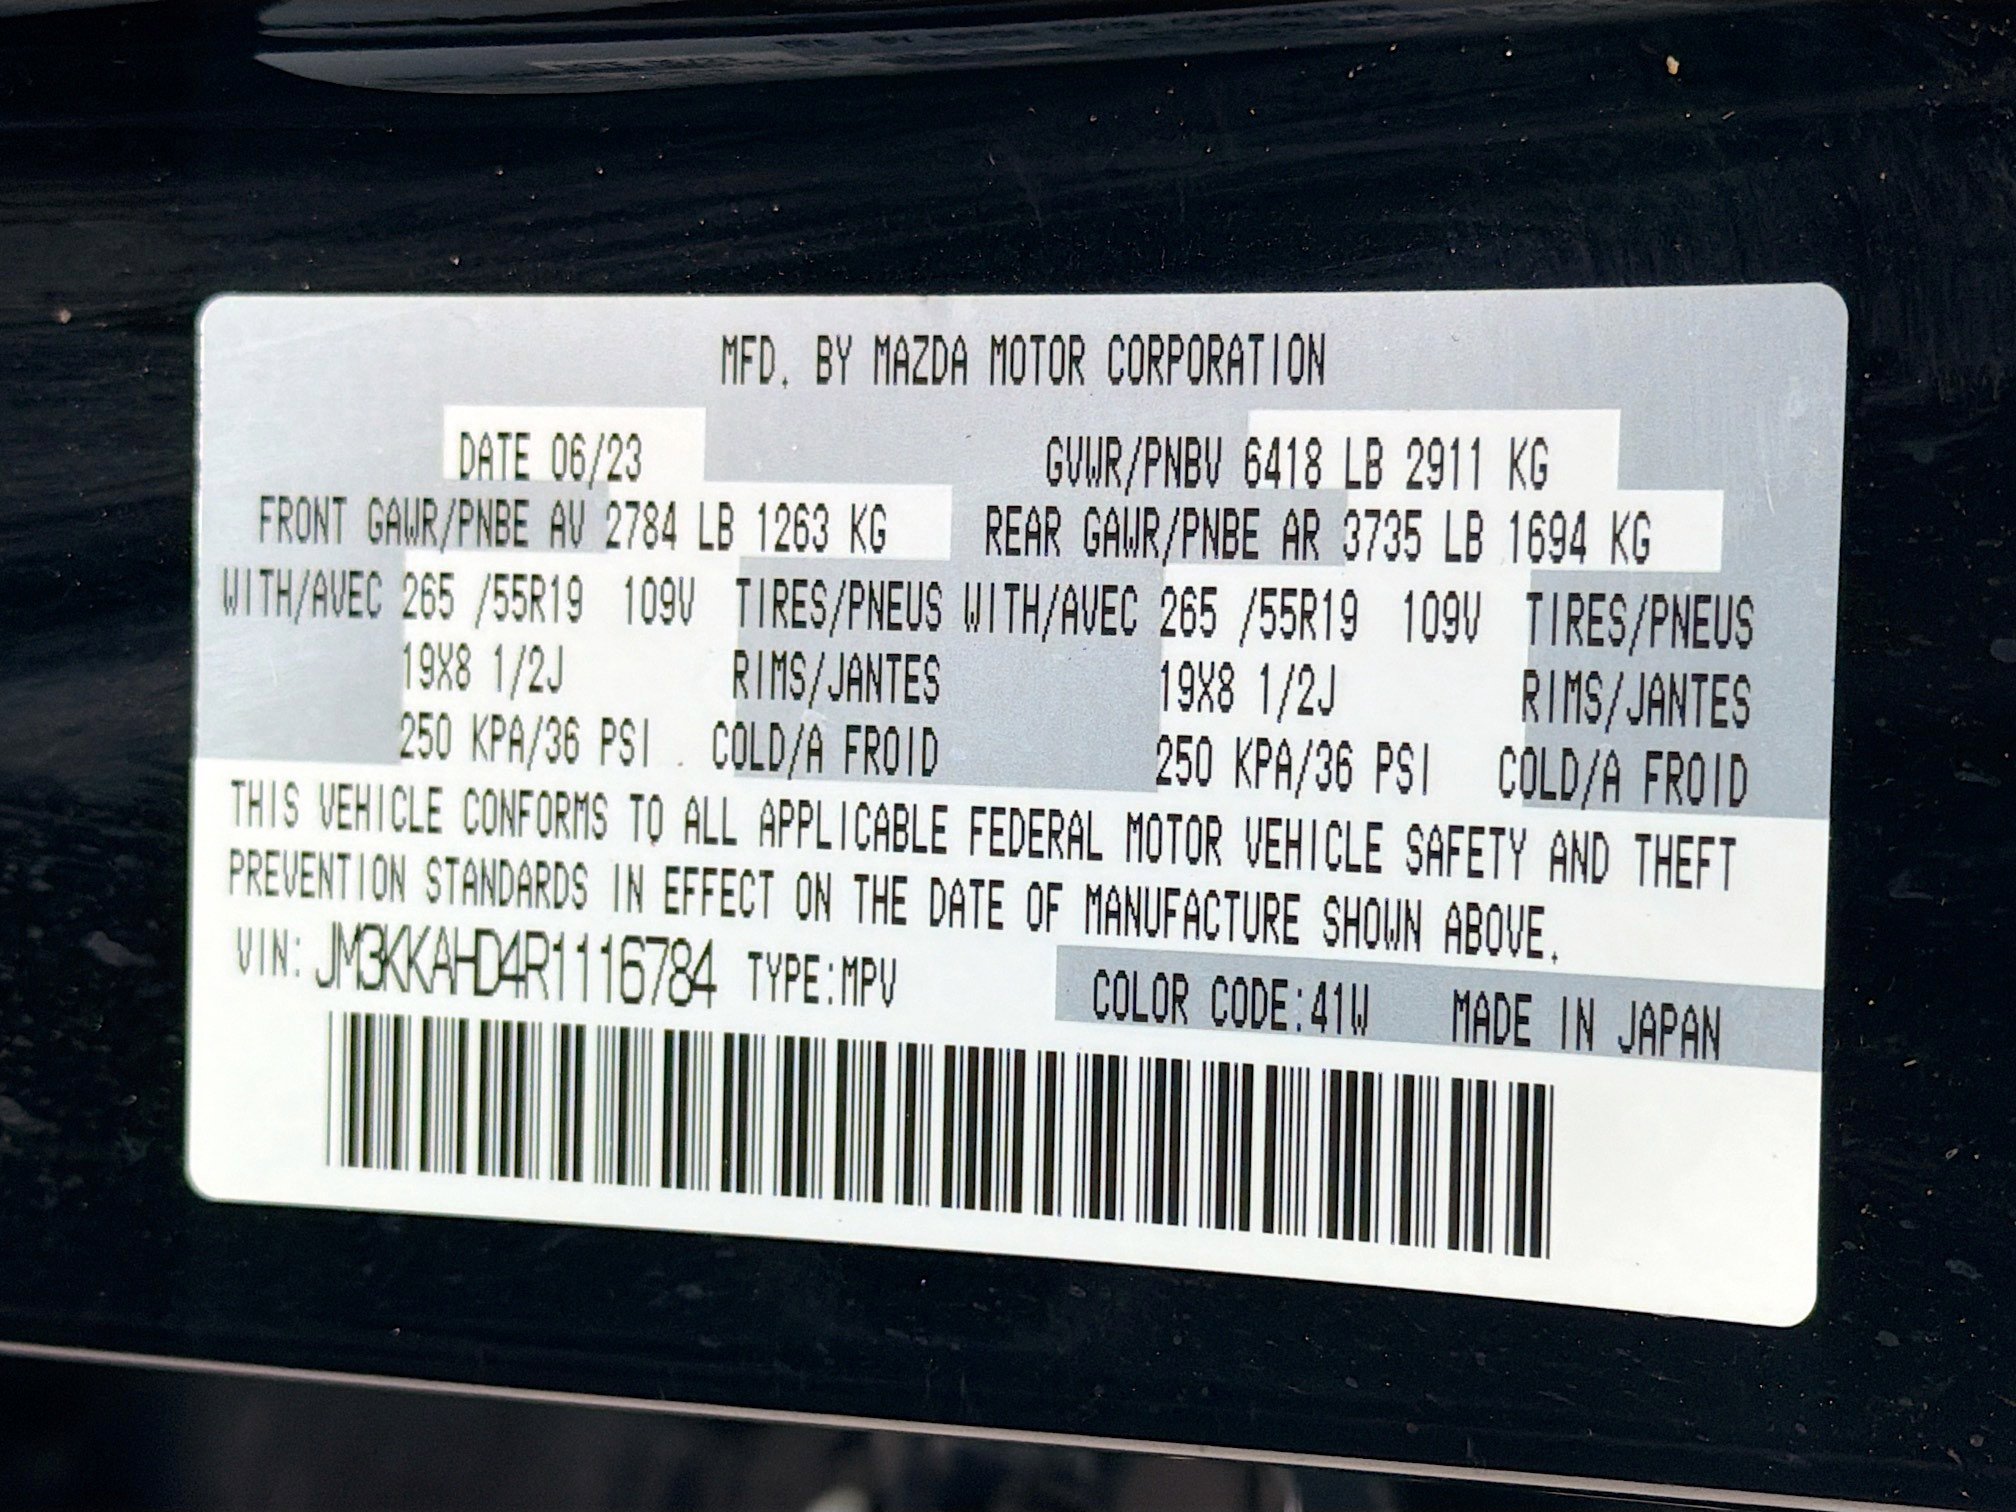 MFD. BY MAZDA MOTOR CORPORATION
DATE 06/23 GVWR/PNBV 6418 LB 2911 KG
FRONT GAWR/PNBE AV 2784 LB 1263 KG REAR GAWR/PNBE AR 3735 LB 1694 KG
WITH/AVEC 265 /55R19 109V TIRES/PNEUS WITH/AVEC 265 /55R19 109V TIRES/PNEUS
19X8 1/2J RIMS/JANTES 19X8 1/2J RIMS/JANTES
250 KPA/36 PSI COLD/A FROID 250 KPA/36 PSI COLD/A FROID
THIS VEHICLE CONFORMS TO ALL APPLICABLE FEDERAL MOTOR VEHICLE SAFETY AND THEFT
PREVENTION STANDARDS IN EFFECT ON THE DATE OF MANUFACTURE SHOWN ABOVE.
VIN: JM3KKAHD4R1116784 TYPE:MPV COLOR CODE:41W MADE IN JAPAN